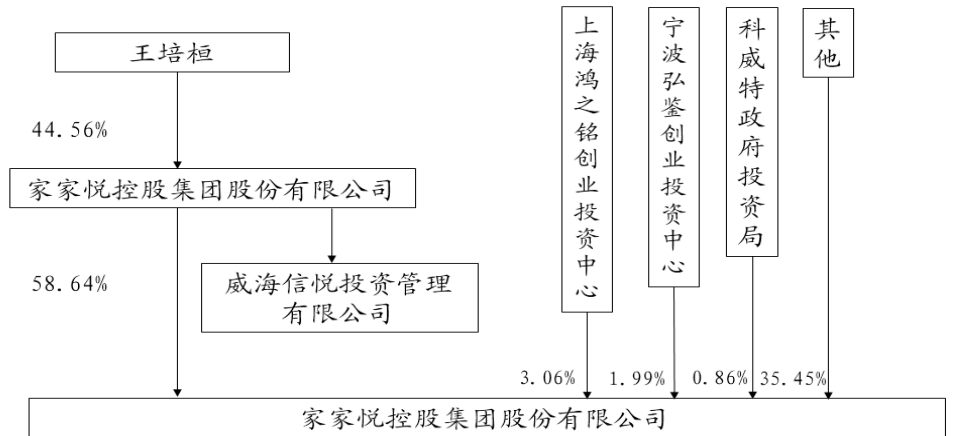 王培桓
44.56%
家家悦控股集团股份有限公司
58.64%
威海信悦投资管理
有限公司
上海鸿之铭创业投资中心
宁波弘鉴创业投资中心
科威特政府投资局
其他
3.06%
1.99%
0.86%
35.45%
家家悦控股集团股份有限公司